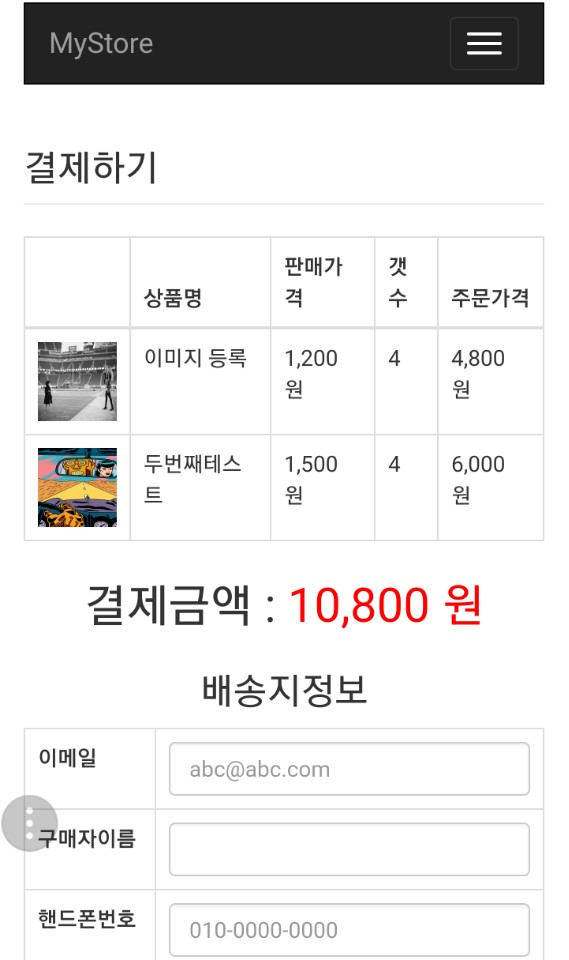 MyStore
결제하기
상품명 판매가격 갯수 주문가격
이미지 등록 1,200원 4 4,800원
두번째테스트 1,500원 4 6,000원
결제금액 : 10,800 원
배송지정보
이메일 abc@abc.com
구매자이름
핸드폰번호 010-0000-0000